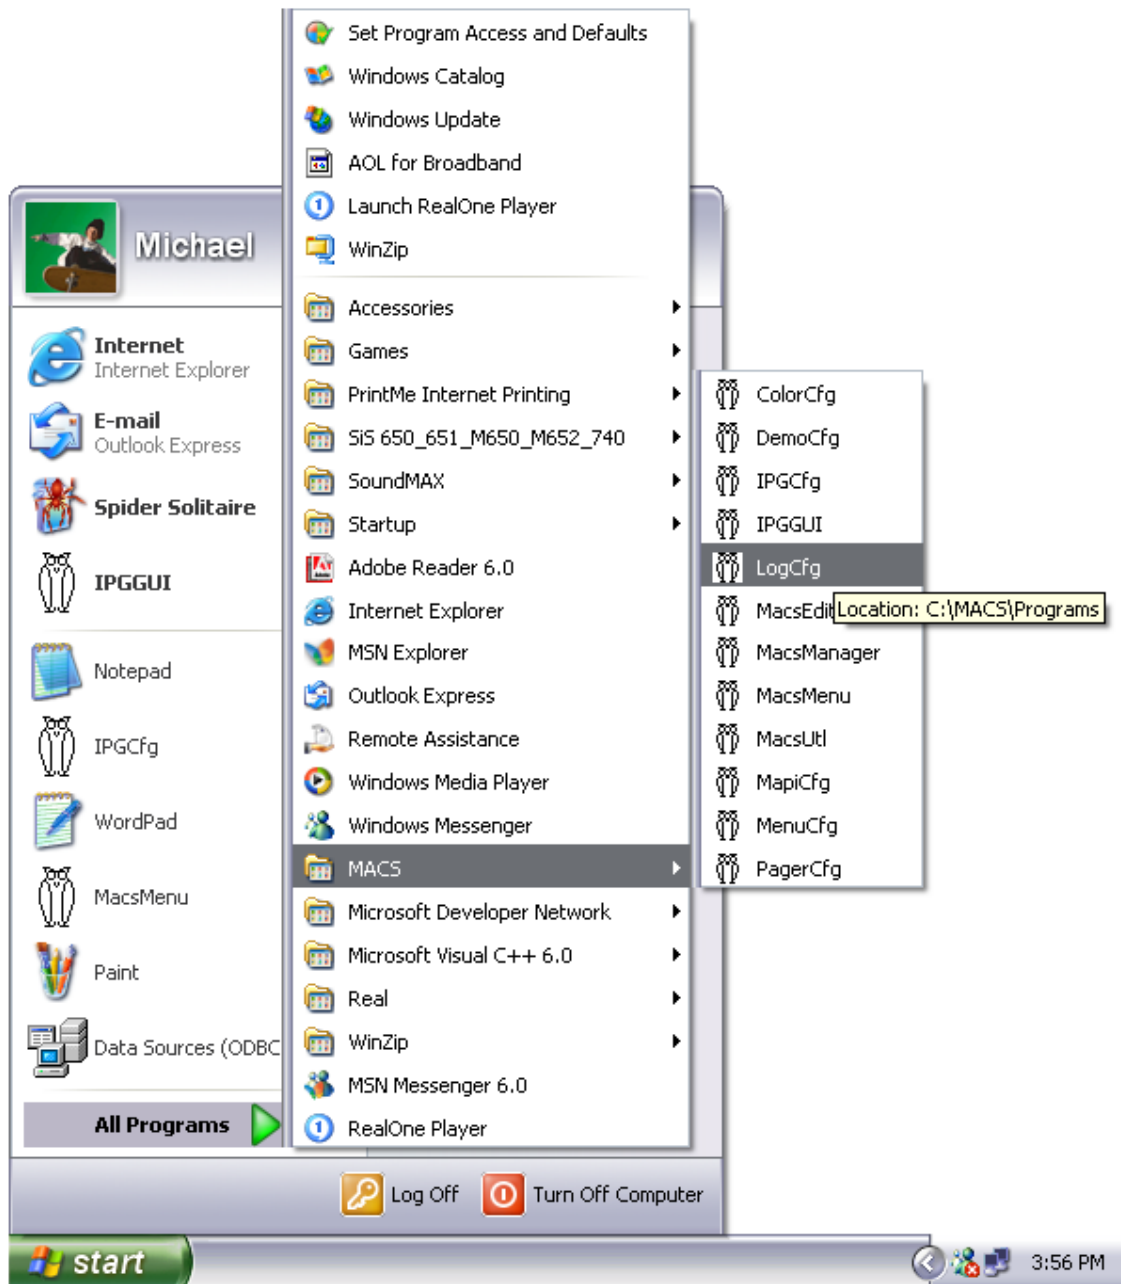 Set Program Access and Defaults
Windows Catalog
Windows Update
AOL for Broadband
Launch RealOne Player
WinZip
Michael
Internet
Internet Explorer
E-mail
Outlook Express
Spider Solitaire
IPGGUI
Notepad
IPGCfg
WordPad
MacsMenu
Paint
Data Sources (ODBC
All Programs
Accessories
Games
PrintMe Internet Printing
SiS 650_651_M650_M652_740
SoundMAX
Startup
Adobe Reader 6.0
Internet Explorer
MSN Explorer
Outlook Express
Remote Assistance
Windows Media Player
Windows Messenger
MACS
Microsoft Developer Network
Microsoft Visual C++ 6.0
Real
WinZip
MSN Messenger 6.0
RealOne Player
ColorCfg
DemoCfg
IPGCfg
IPGGUI
LogCfg
MacsEdit
Location: C:\MACS\Programs
MacsManager
MacsMenu
MacsUtl
MapiCfg
MenuCfg
PagerCfg
Log Off
Turn Off Computer
start
3:56 PM